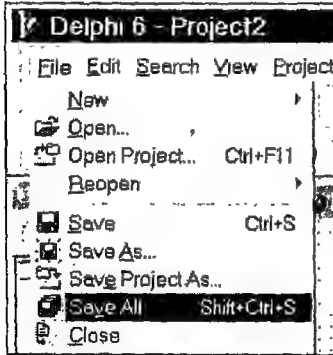 Delphi 6 - Project2
File Edit Search View Project
New
Open...
Open Project... Ctrl+F11
Reopen
Save Ctrl+S
Save As...
Save Project As...
Save All Shift+Ctrl+S
Close